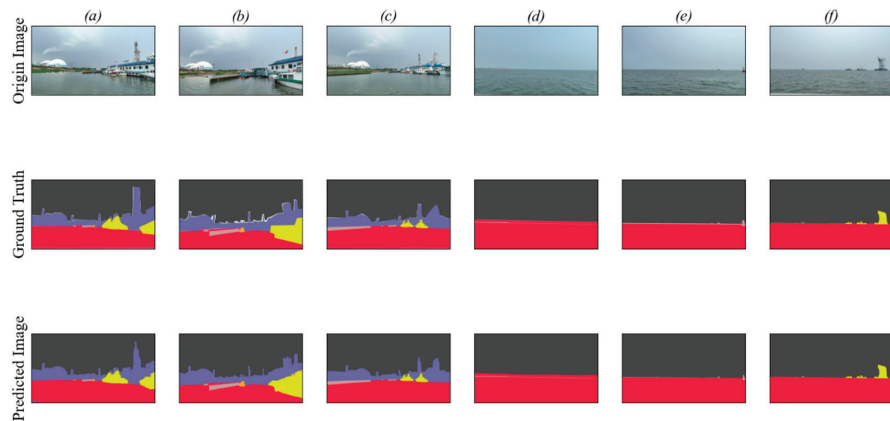 (a) (b) (c) (d) (e) (f)
Origin Image
Ground Truth
Predicted Image